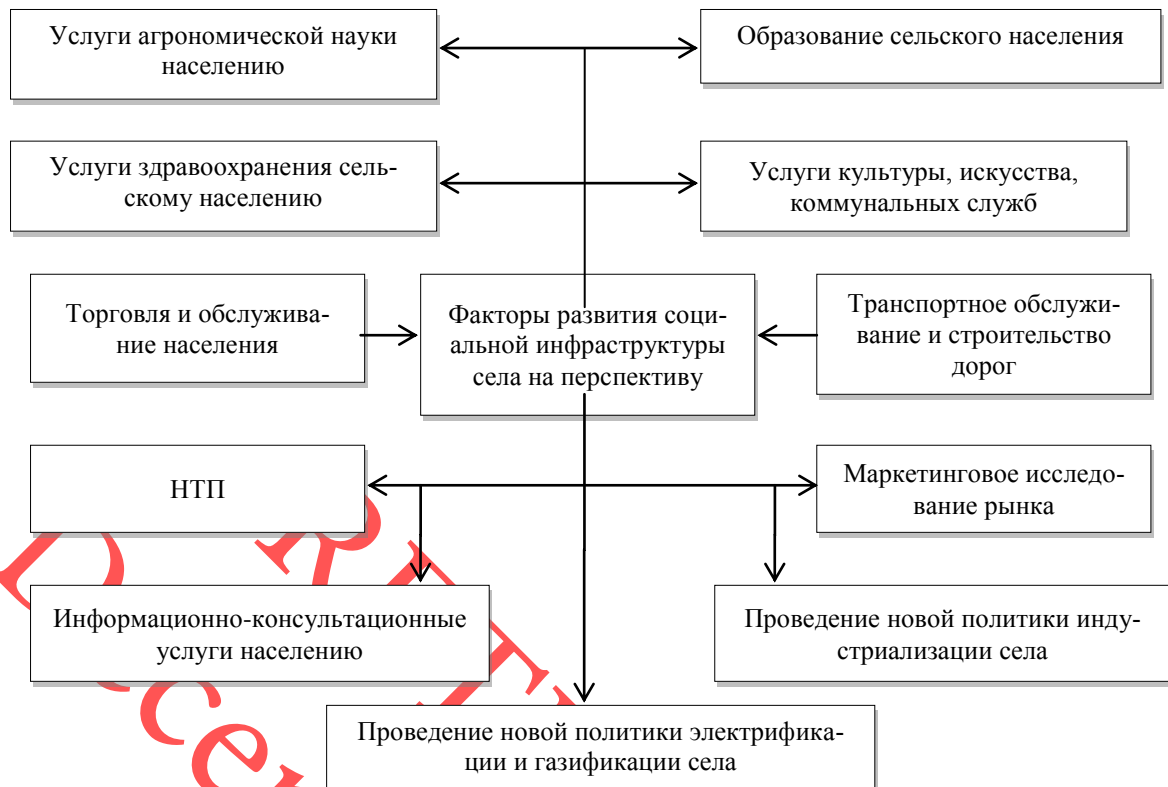 Услуги агрономической науки
населению
Образование сельского населения
Услуги здравоохранения сель-
скому населению
Услуги культуры, искусства,
коммунальных служб
Торговля и обслужива-
ние населения
Факторы развития соци-
альной инфраструктуры
села на перспективу
Транспортное обслужи-
вание и строительство
дорог
НТП
Маркетинговое исследо-
вание рынка
Информационно-консультационные
услуги населению
Проведение новой политики инду-
стриализации села
Проведение новой политики электрифика-
ции и газификации села